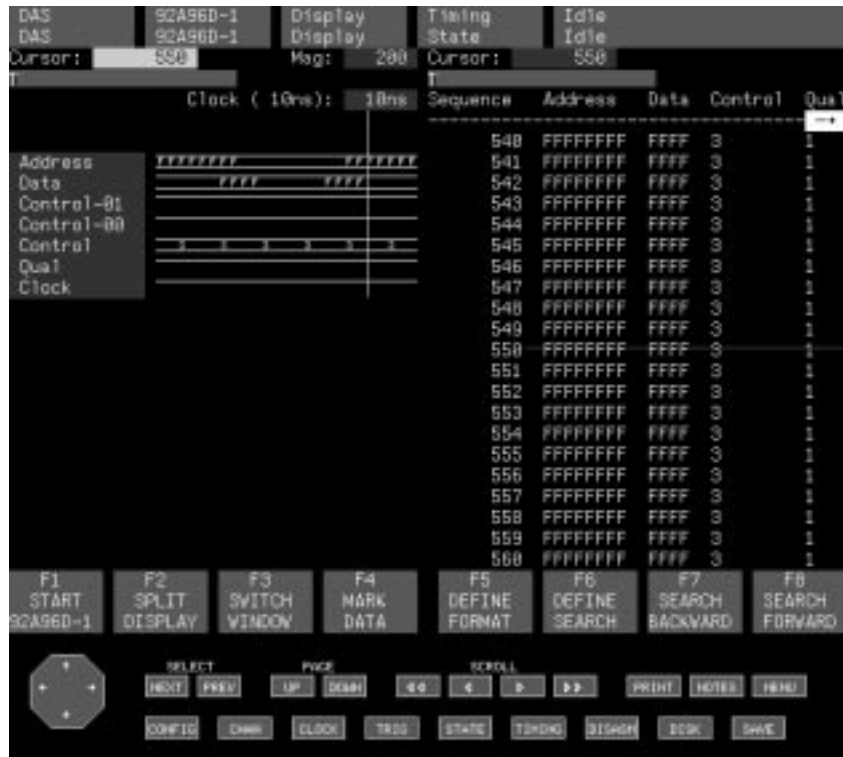 DAS 92A96D-1 Display Timing Idle
DAS 92A96D-1 Display State Idle
Cursor: 550 Mag: 200 Cursor: 550
T T
Clock ( 10ns): 10ns Sequence Address Data Control Qual
540 FFFFFFFF FFFF 3 1
Address FFFFFFFF FFFFFFF 541 FFFFFFFF FFFF 3 1
Data FFFF FFFF 542 FFFFFFFF FFFF 3 1
Control-01 543 FFFFFFFF FFFF 3 1
Control-00 544 FFFFFFFF FFFF 3 1
Control 3 3 3 3 3 3 545 FFFFFFFF FFFF 3 1
Qual 546 FFFFFFFF FFFF 3 1
Clock 547 FFFFFFFF FFFF 3 1
548 FFFFFFFF FFFF 3 1
549 FFFFFFFF FFFF 3 1
550 FFFFFFFF FFFF 3 1
551 FFFFFFFF FFFF 3 1
552 FFFFFFFF FFFF 3 1
553 FFFFFFFF FFFF 3 1
554 FFFFFFFF FFFF 3 1
555 FFFFFFFF FFFF 3 1
556 FFFFFFFF FFFF 3 1
557 FFFFFFFF FFFF 3 1
558 FFFFFFFF FFFF 3 1
559 FFFFFFFF FFFF 3 1
560 FFFFFFFF FFFF 3 1
F1 F2 F3 F4 F5 F6 F7 F8
START SPLIT SWITCH MARK DEFINE DEFINE SEARCH SEARCH
92A96D-1 DISPLAY WINDOW DATA FORMAT SEARCH BACKWARD FORWARD
SELECT PAGE SCROLL
NEXT PREV UP DOWN PRINT NOTES MENU
CONFIG CHAN CLOCK TRIG STATE TIMING DISASM DISK SAVE